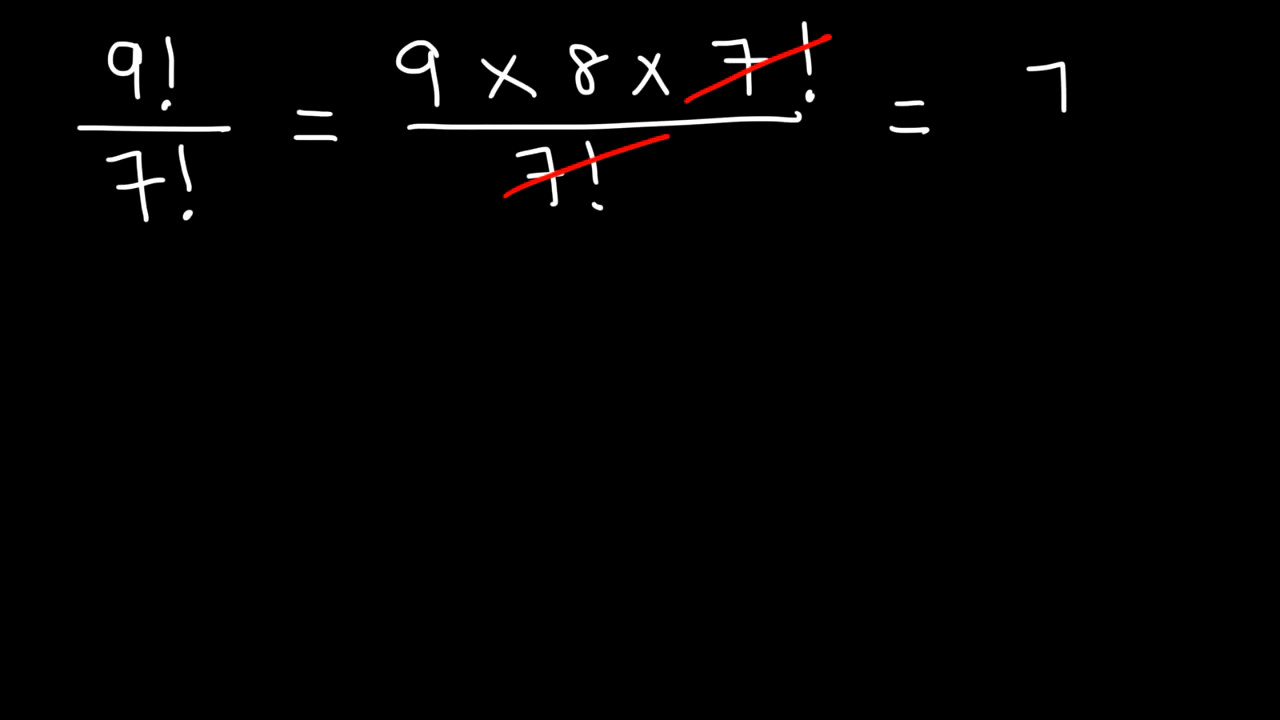 9! / 7! = 9 x 8 x 7! / 7! = 7